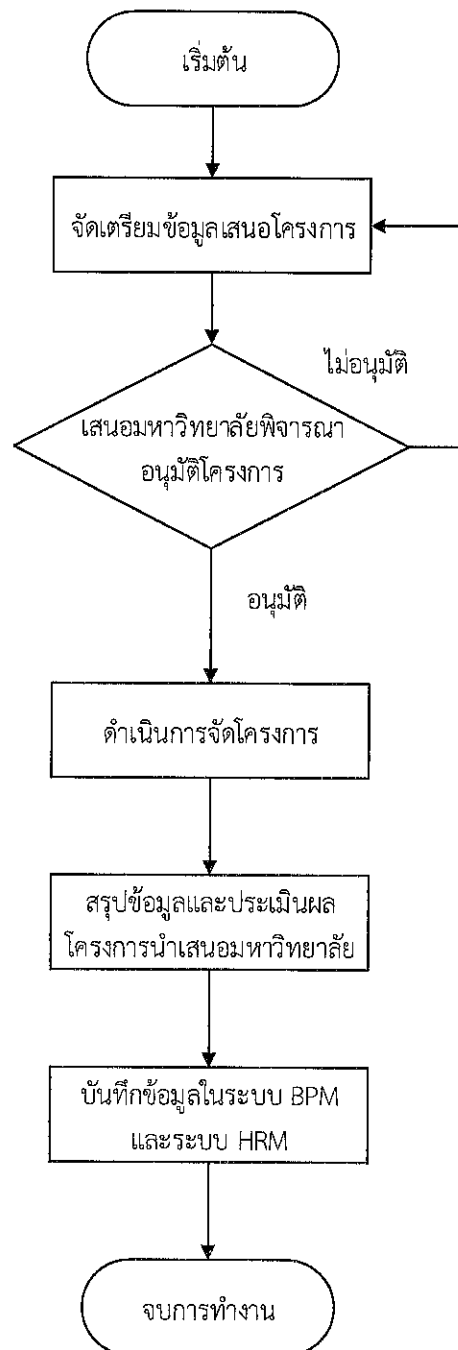 เริ่มต้น
จัดเตรียมข้อมูลเสนอโครงการ
ไม่อนุมัติ
เสนอมหาวิทยาลัยพิจารณา
อนุมัติโครงการ
อนุมัติ
ดำเนินการจัดโครงการ
สรุปข้อมูลและประเมินผล
โครงการนำเสนอมหาวิทยาลัย
บันทึกข้อมูลในระบบ BPM
และระบบ HRM
จบการทำงาน